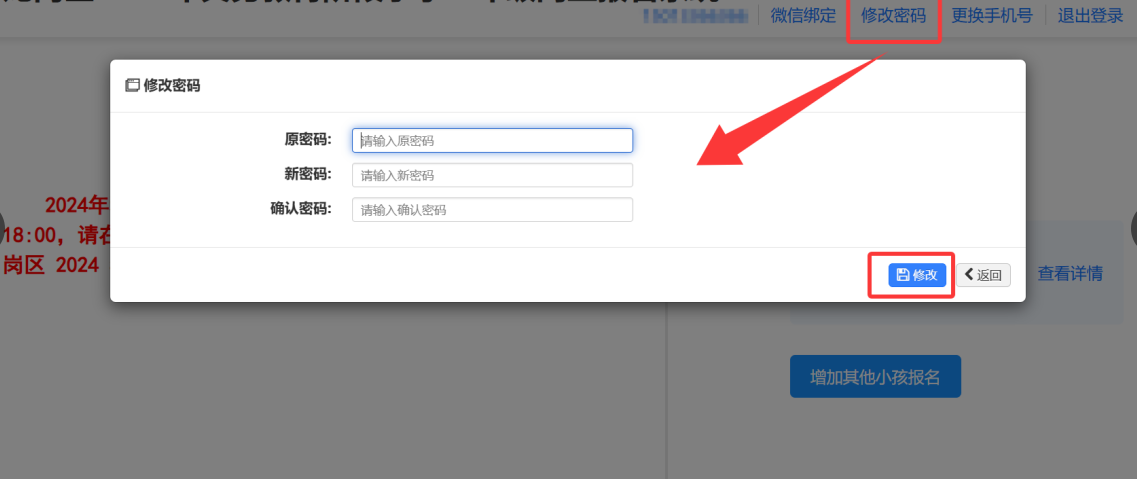 微信绑定 修改密码 更换手机号 退出登录
修改密码
原密码: 请输入原密码
新密码: 请输入新密码
确认密码: 请输入确认密码
2024年
18:00，请在
岗区 2024
修改 返回
查看详情
增加其他小孩报名